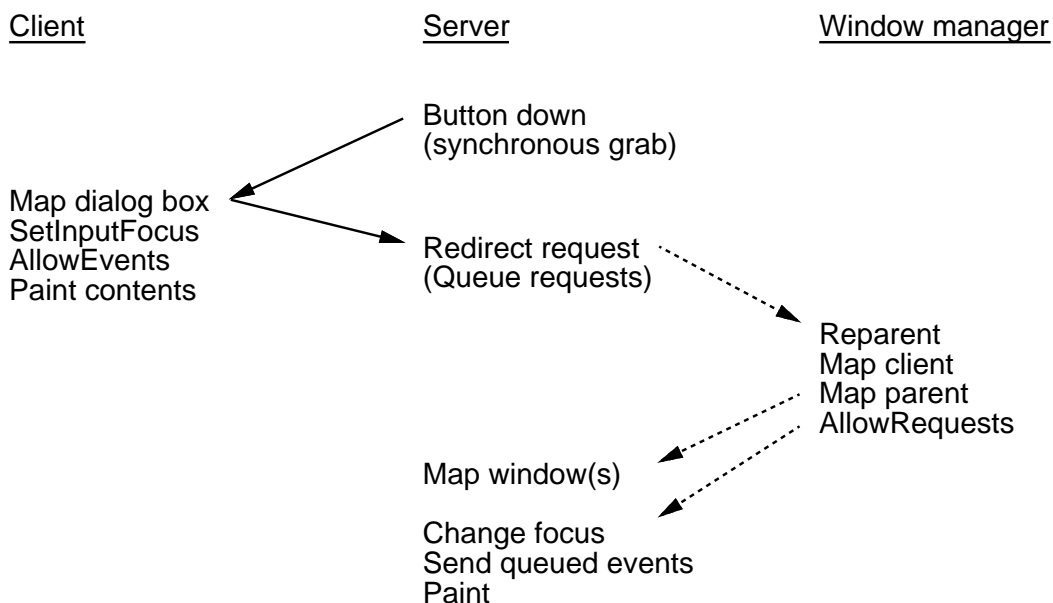 Client
Server
Window manager
Button down
(synchronous grab)
Map dialog box
SetInputFocus
AllowEvents
Paint contents
Redirect request
(Queue requests)
Reparent
Map client
Map parent
AllowRequests
Map window(s)
Change focus
Send queued events
Paint